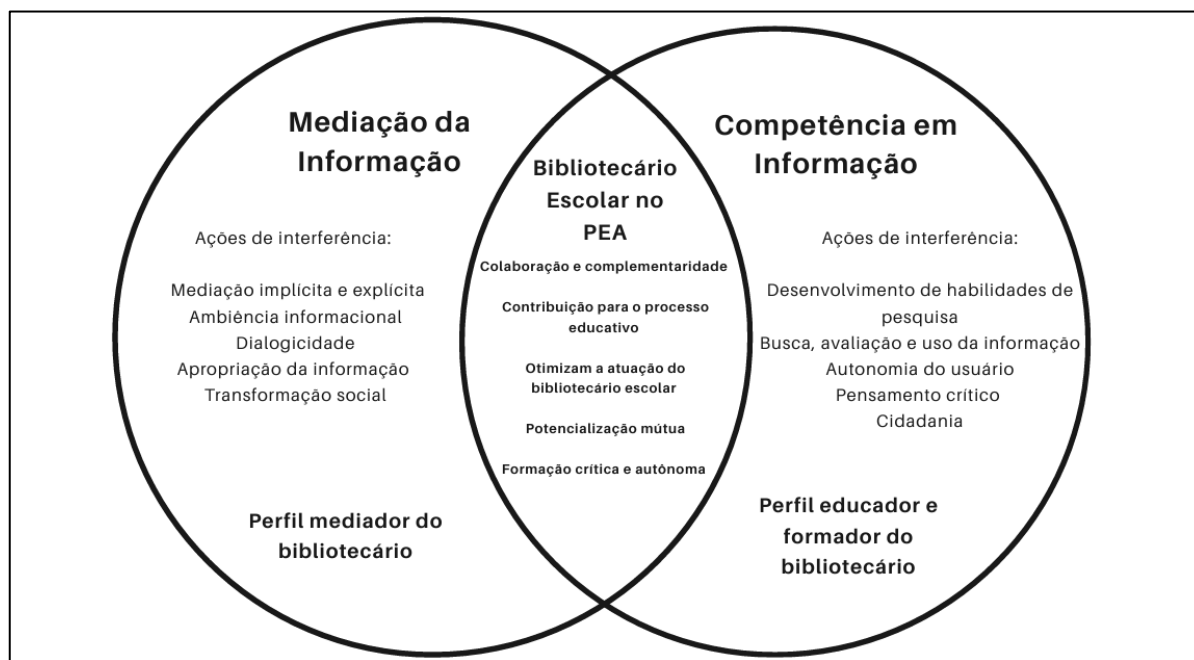 Mediação da
Informação
Ações de interferência:
Mediação implícita e explícita
Ambiência informacional
Dialogicidade
Apropriação da informação
Transformação social
Perfil mediador do
bibliotecário
Bibliotecário
Escolar no
PEA
Colaboração e complementaridade
Contribuição para o processo
educativo
Otimizam a atuação do
bibliotecário escolar
Potencialização mútua
Formação crítica e autônoma
Competência em
Informação
Ações de interferência:
Desenvolvimento de habilidades de
pesquisa
Busca, avaliação e uso da informação
Autonomia do usuário
Pensamento crítico
Cidadania
Perfil educador e
formador do
bibliotecário